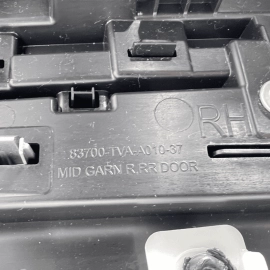 RH
83700-TVA-A010-37
MID GARN R,RR DOOR